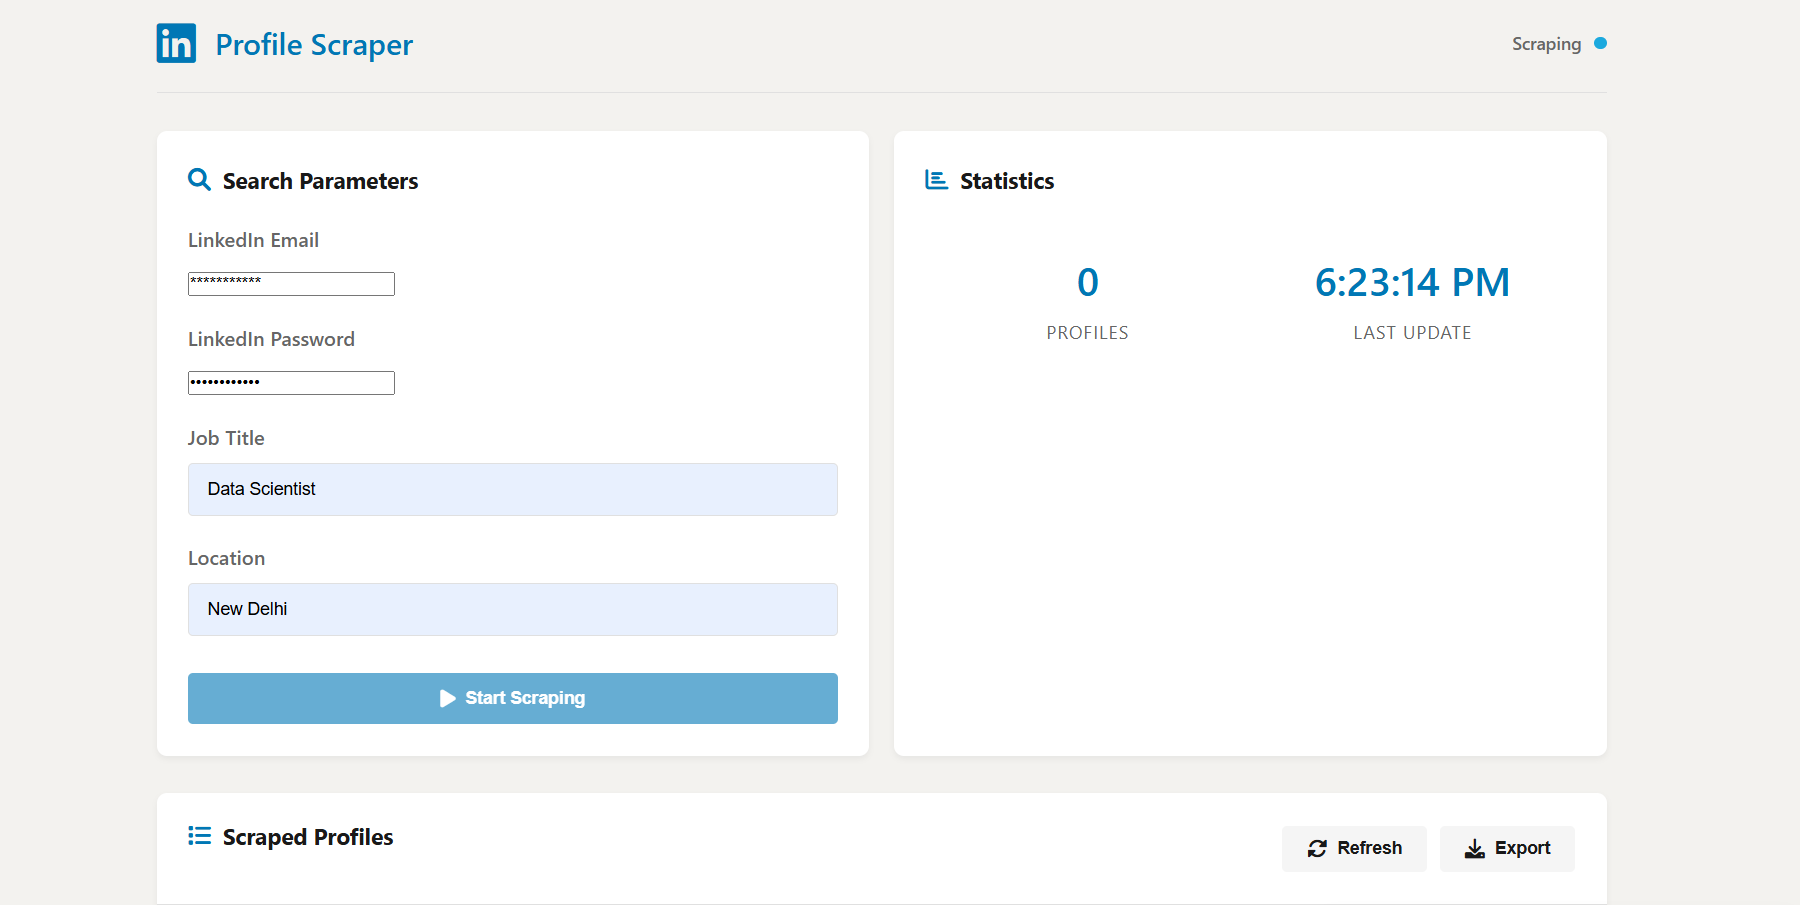 in Profile Scraper
Scraping
Search Parameters
LinkedIn Email
***********
LinkedIn Password
••••••••••••
Job Title
Data Scientist
Location
New Delhi
Start Scraping
Statistics
0
PROFILES
6:23:14 PM
LAST UPDATE
Scraped Profiles
Refresh
Export